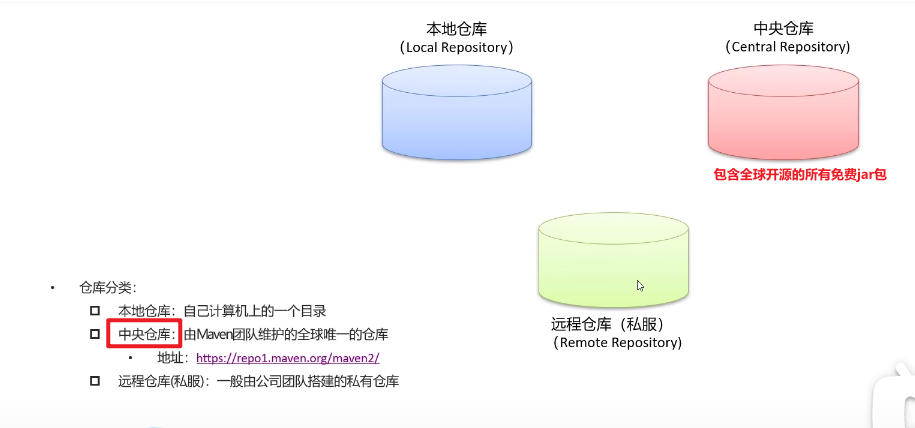 本地仓库
（Local Repository）
中央仓库
（Central Repository)
包含全球开源的所有免费jar包
远程仓库（私服）
（Remote Repository)
• 仓库分类：
本地仓库：自己计算机上的一个目录
中央仓库：由Maven团队维护的全球唯一的仓库
• 地址：https://repo1.maven.org/maven2/
远程仓库(私服)：一般由公司团队搭建的私有仓库